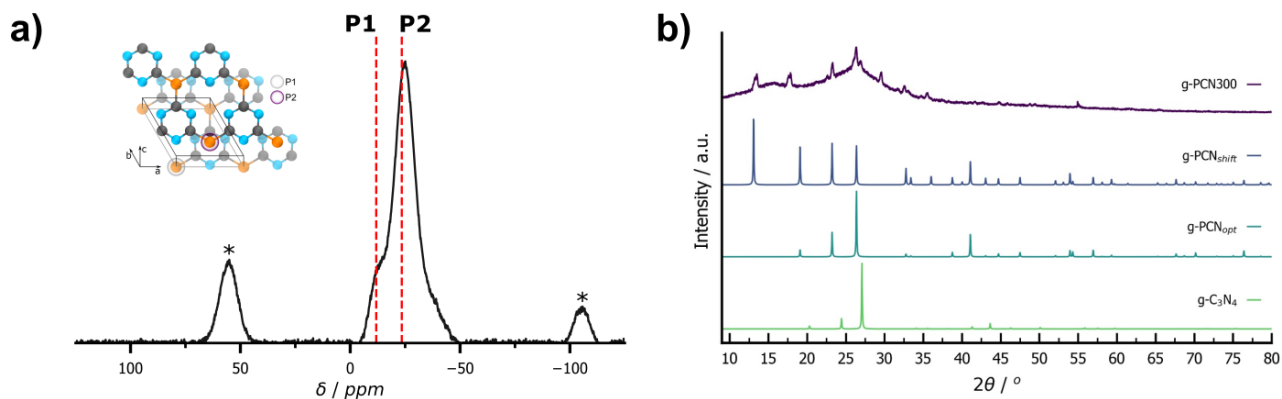 a)
P1 P2
P1
P2
b c a
* *
100 50 0 −50 −100
δ / ppm
b)
g-PCN300
g-PCNshift
g-PCNopt
g-C3N4
Intensity / a.u.
10 15 20 25 30 35 40 45 50 55 60 65 70 75 80
2θ / °